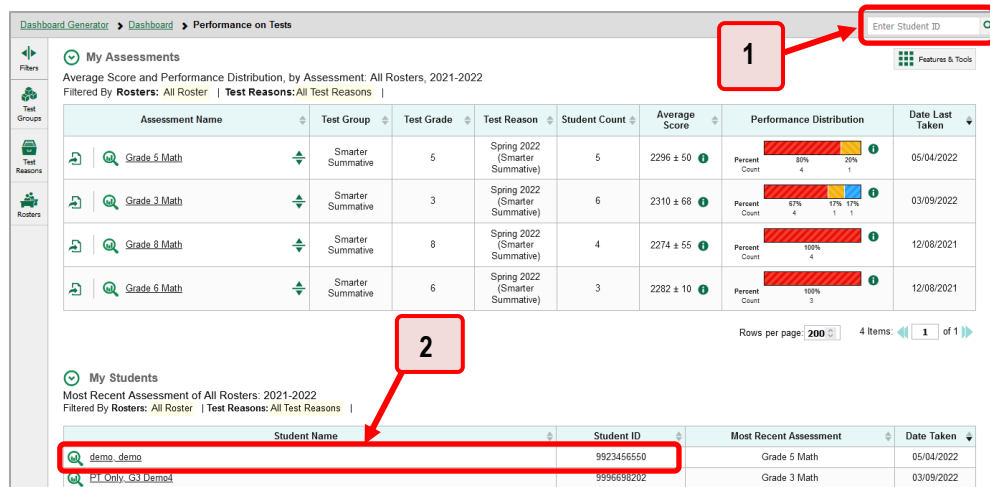 Dashboard Generator > Dashboard > Performance on Tests
Enter Student ID
1
Filters
Test Groups
Test Reasons
Rosters
My Assessments
Features & Tools
Average Score and Performance Distribution, by Assessment: All Rosters, 2021-2022
Filtered By Rosters: All Roster | Test Reasons: All Test Reasons |
Assessment Name Test Group Test Grade Test Reason Student Count Average Score Performance Distribution Date Last Taken
Grade 5 Math Smarter Summative 5 Spring 2022 (Smarter Summative) 5 2296 ± 50 Percent 80% 20% Count 4 1 05/04/2022
Grade 3 Math Smarter Summative 3 Spring 2022 (Smarter Summative) 6 2310 ± 68 Percent 67% 17% 17% Count 4 1 1 03/09/2022
Grade 8 Math Smarter Summative 8 Spring 2022 (Smarter Summative) 4 2274 ± 55 Percent 100% Count 4 12/08/2021
Grade 6 Math Smarter Summative 6 Spring 2022 (Smarter Summative) 3 2282 ± 10 Percent 100% Count 3 12/08/2021
Rows per page: 200 4 Items: 1 of 1
2
My Students
Most Recent Assessment of All Rosters: 2021-2022
Filtered By Rosters: All Roster | Test Reasons: All Test Reasons |
Student Name Student ID Most Recent Assessment Date Taken
demo, demo 9923456550 Grade 5 Math 05/04/2022
PT Only, G3 Demo4 9996698202 Grade 3 Math 03/09/2022